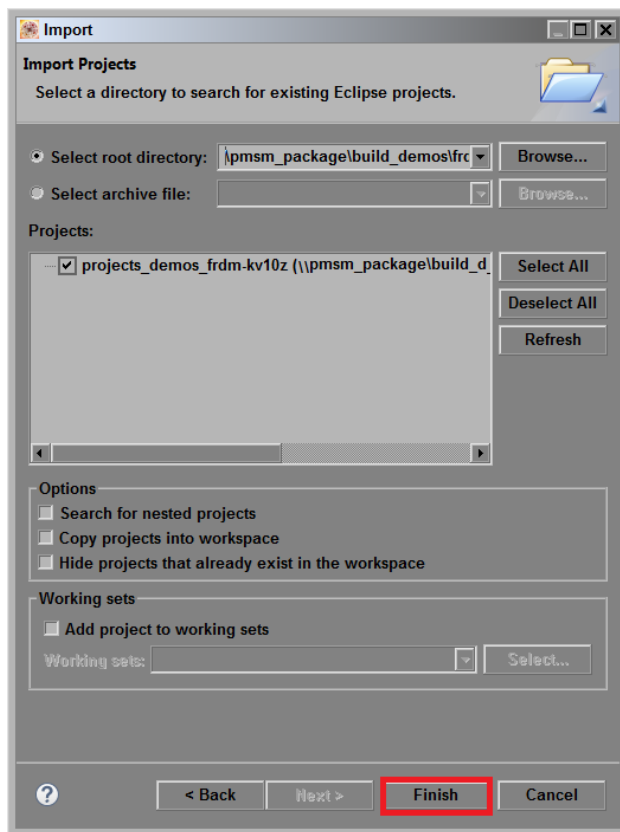 Import
Import Projects
Select a directory to search for existing Eclipse projects.
Select root directory: \pmsm_package\build_demos\frd Browse...
Select archive file: Browse...
Projects:
projects_demos_frdm-kv10z (\\pmsm_package\build_d_ Select All
Deselect All
Refresh
Options
Search for nested projects
Copy projects into workspace
Hide projects that already exist in the workspace
Working sets
Add project to working sets
Working sets: Select...
? < Back Next > Finish Cancel